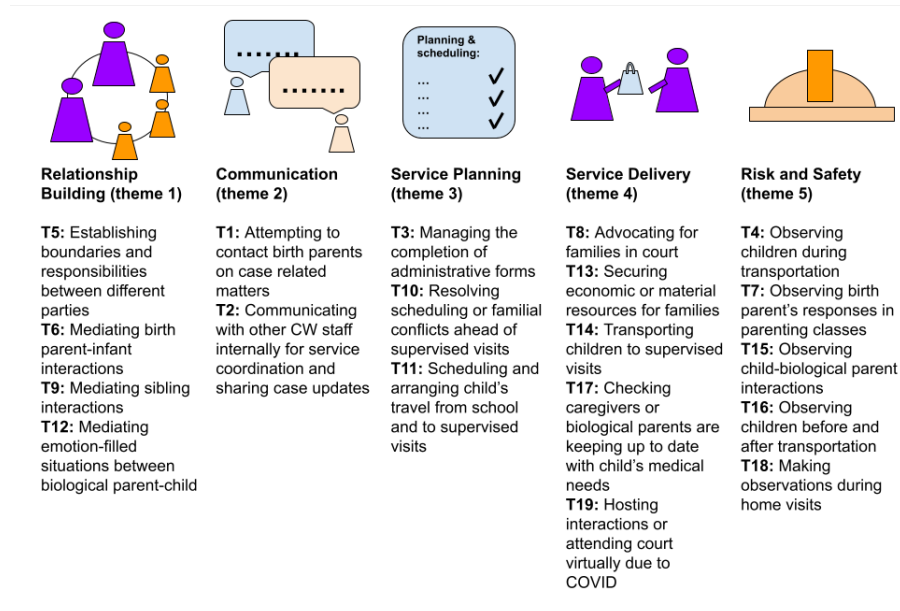 Planning &
scheduling:
...
...
...
...
Relationship
Building (theme 1)
T5: Establishing
boundaries and
responsibilities
between different
parties
T6: Mediating birth
parent-infant
interactions
T9: Mediating sibling
interactions
T12: Mediating
emotion-filled
situations between
biological parent-child
Communication
(theme 2)
T1: Attempting to
contact birth parents
on case related
matters
T2: Communicating
with other CW staff
internally for service
coordination and
sharing case updates
Service Planning
(theme 3)
T3: Managing the
completion of
administrative forms
T10: Resolving
scheduling or familial
conflicts ahead of
supervised visits
T11: Scheduling and
arranging child's
travel from school
and to supervised
visits
Service Delivery
(theme 4)
T8: Advocating for
families in court
T13: Securing
economic or material
resources for families
T14: Transporting
children to supervised
visits
T17: Checking
caregivers or
biological parents are
keeping up to date
with child's medical
needs
T19: Hosting
interactions or
attending court
virtually due to
COVID
Risk and Safety
(theme 5)
T4: Observing
children during
transportation
T7: Observing birth
parent's responses in
parenting classes
T15: Observing
child-biological parent
interactions
T16: Observing
children before and
after transportation
T18: Making
observations during
home visits